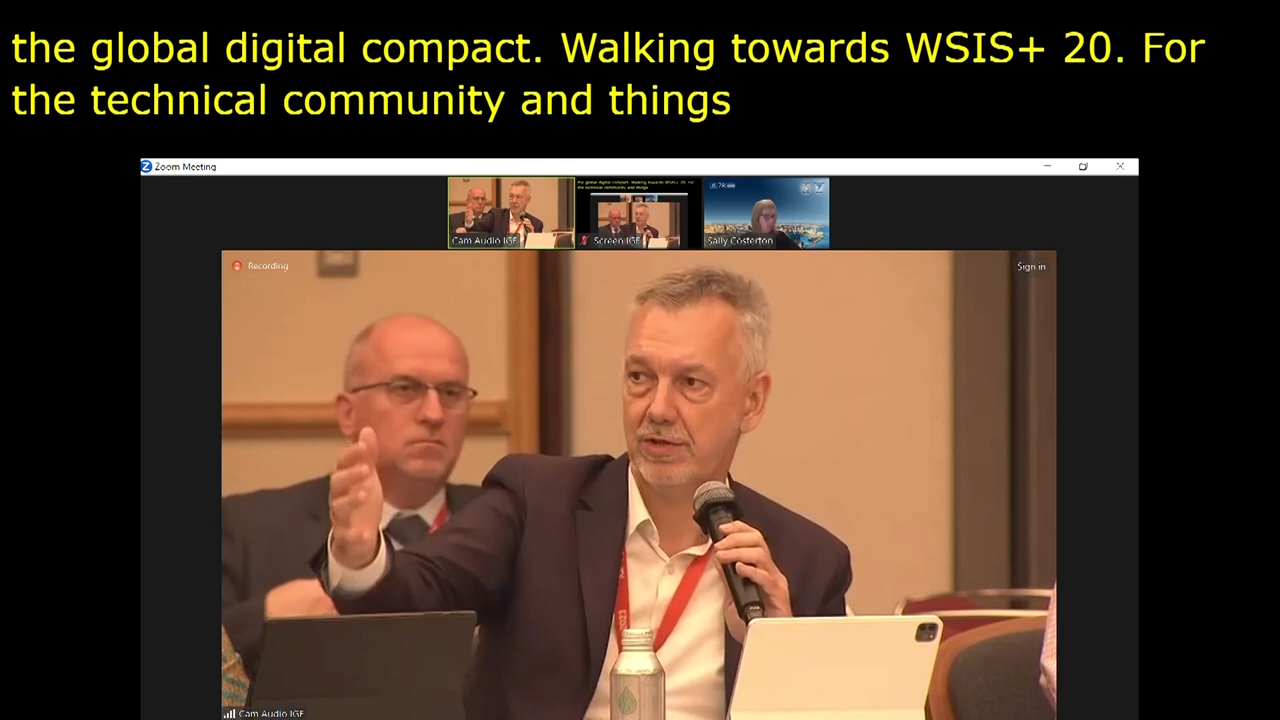 the global digital compact. Walking towards WSIS+ 20. For
the technical community and things
Zoom Meeting
Cam Audio IGF
Screen IGF
Sally Costerton
Recording
Sign in
2023
Cam Audio IGF